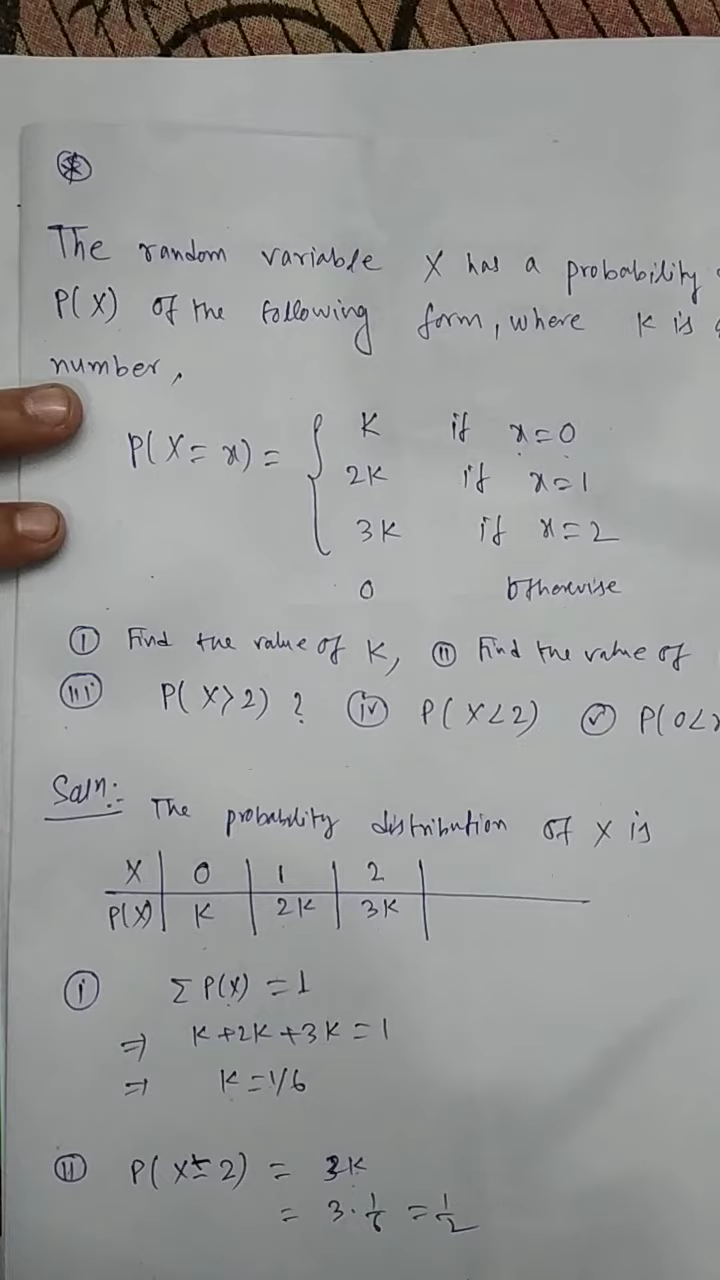 The random variable X has a probability
P(X) of the following form, where K is
number,
P(X = x) = { K if x=0
2K if x=1
3K if x=2
0 otherwise
(i) Find the value of K, (ii) Find the value of
(iii) P(X>2) ? (iv) P(X<2) (v) P(0<x
Soln:-
The probability distribution of X is
X | 0 | 1 | 2 |
P(X) | K | 2K | 3K |
(i) Σ P(X) = 1
⇒ K+2K+3K=1
⇒ K=1/6
(ii) P(X=2) = 3K
= 3·1/6 = 1/2